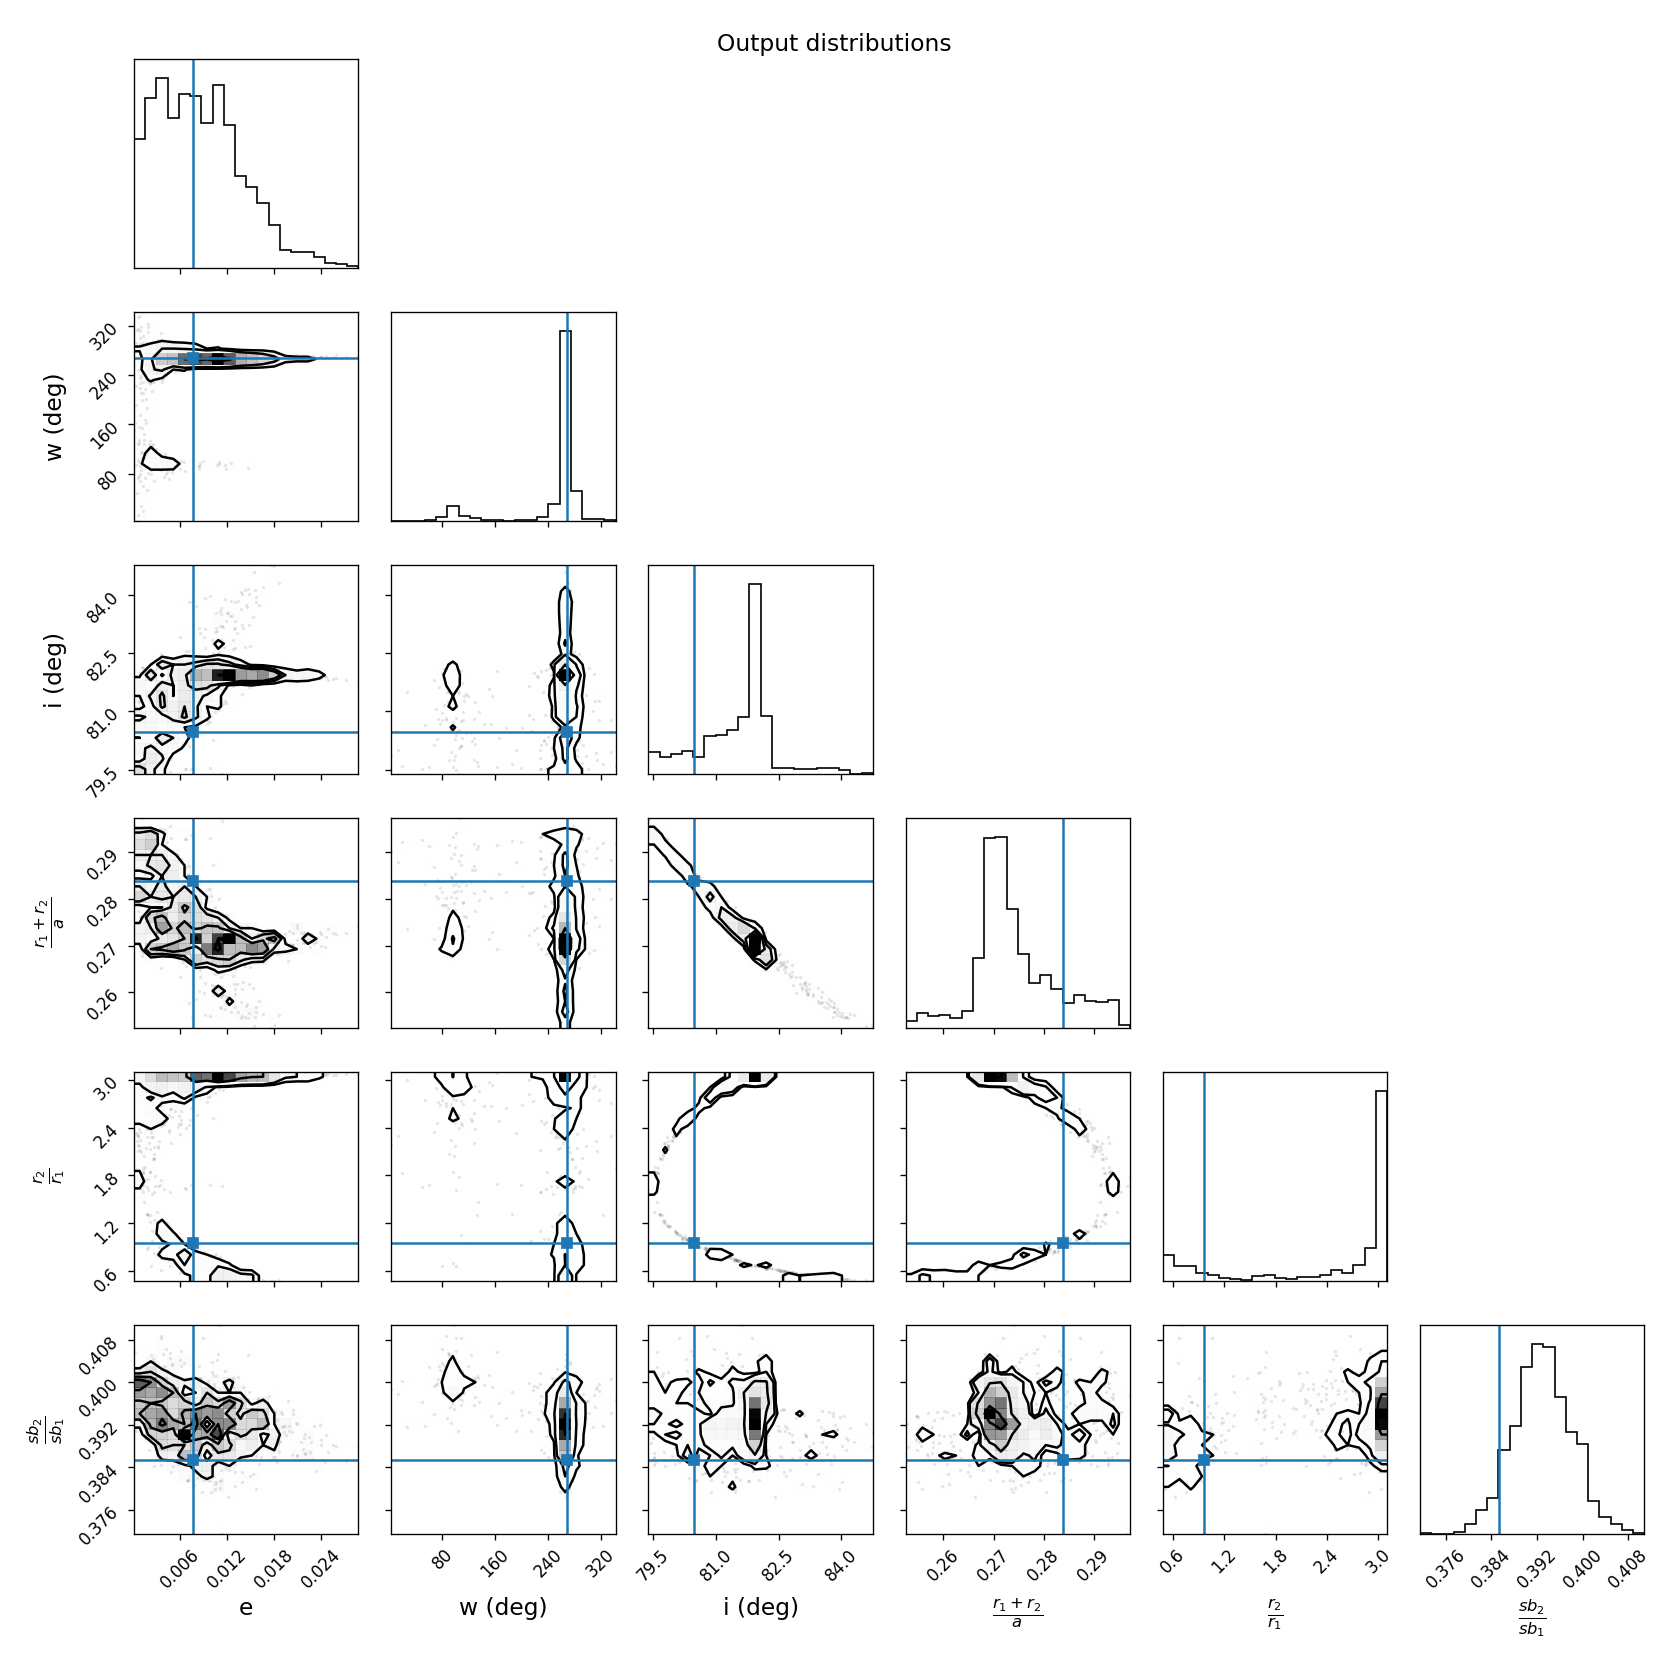 Output distributions
320
240
160
80
w (deg)
84.0
82.5
81.0
79.5
i (deg)
0.29
0.28
0.27
0.26
r₁ + r₂
a
3.0
2.4
1.8
1.2
0.6
r₂
r₁
0.408
0.400
0.392
0.384
0.376
sb₂
sb₁
0.006 0.012 0.018 0.024 80 160 240 320 79.5 81.0 82.5 84.0 0.26 0.27 0.28 0.29 0.6 1.2 1.8 2.4 3.0 0.376 0.384 0.392 0.400 0.408
e w (deg) i (deg) r₁ + r₂ r₂ sb₂
a r₁ sb₁